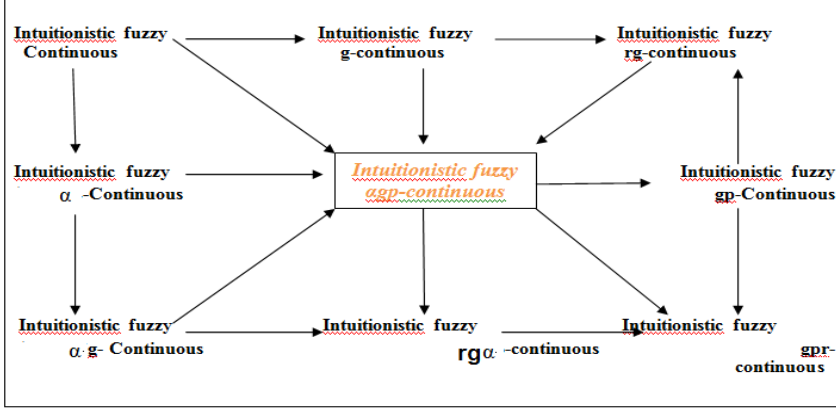 Intuitionistic fuzzy
Continuous
Intuitionistic fuzzy
g-continuous
Intuitionistic fuzzy
rg-continuous
Intuitionistic fuzzy
α -Continuous
Intuitionistic fuzzy
αgp-continuous
Intuitionistic fuzzy
gp-Continuous
Intuitionistic fuzzy
α g- Continuous
Intuitionistic fuzzy
rgα -continuous
Intuitionistic fuzzy
gpr-
continuous